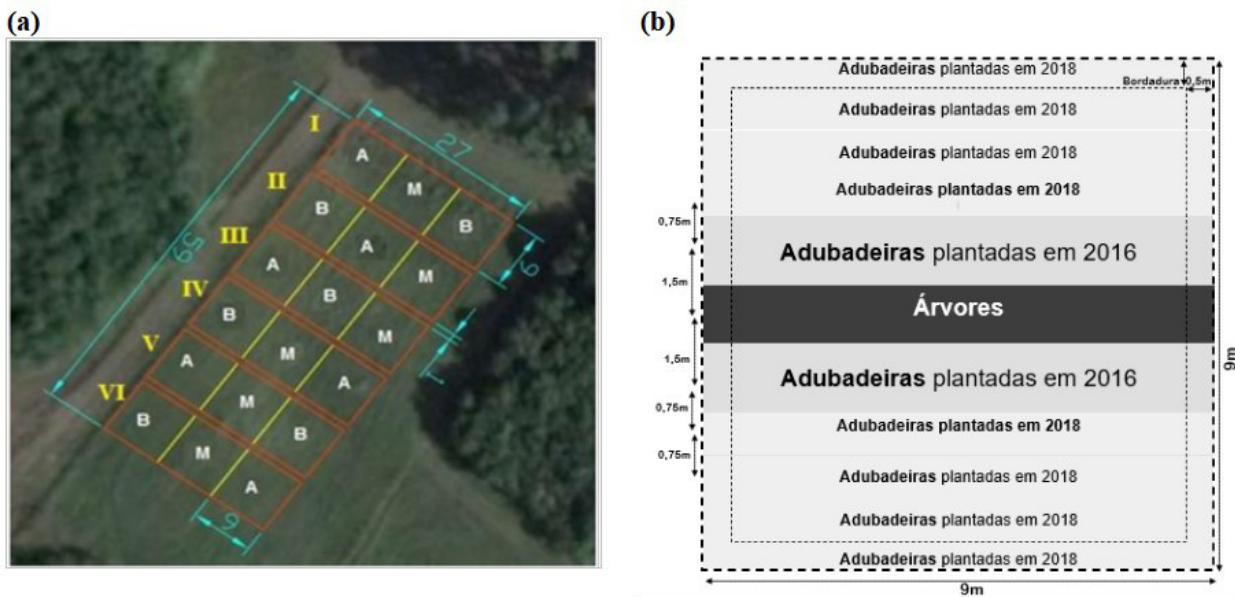 (a)
I
27
A
M
B
II
B
A
M
9
59
III
A
B
M
1
IV
B
M
A
V
A
M
B
VI
B
M
A
9
(b)
Adubadeiras plantadas em 2018
Bordadura 0,5m
Adubadeiras plantadas em 2018
Adubadeiras plantadas em 2018
Adubadeiras plantadas em 2018
0,75m
Adubadeiras plantadas em 2016
1,5m
Árvores
1,5m
9m
Adubadeiras plantadas em 2016
0,75m
Adubadeiras plantadas em 2018
0,75m
Adubadeiras plantadas em 2018
Adubadeiras plantadas em 2018
Adubadeiras plantadas em 2018
9m